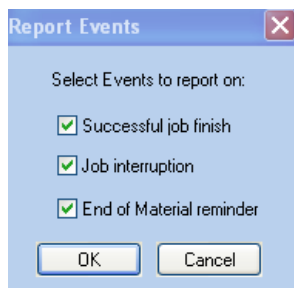 Report Events
Select Events to report on:
Successful job finish
Job interruption
End of Material reminder
OK Cancel